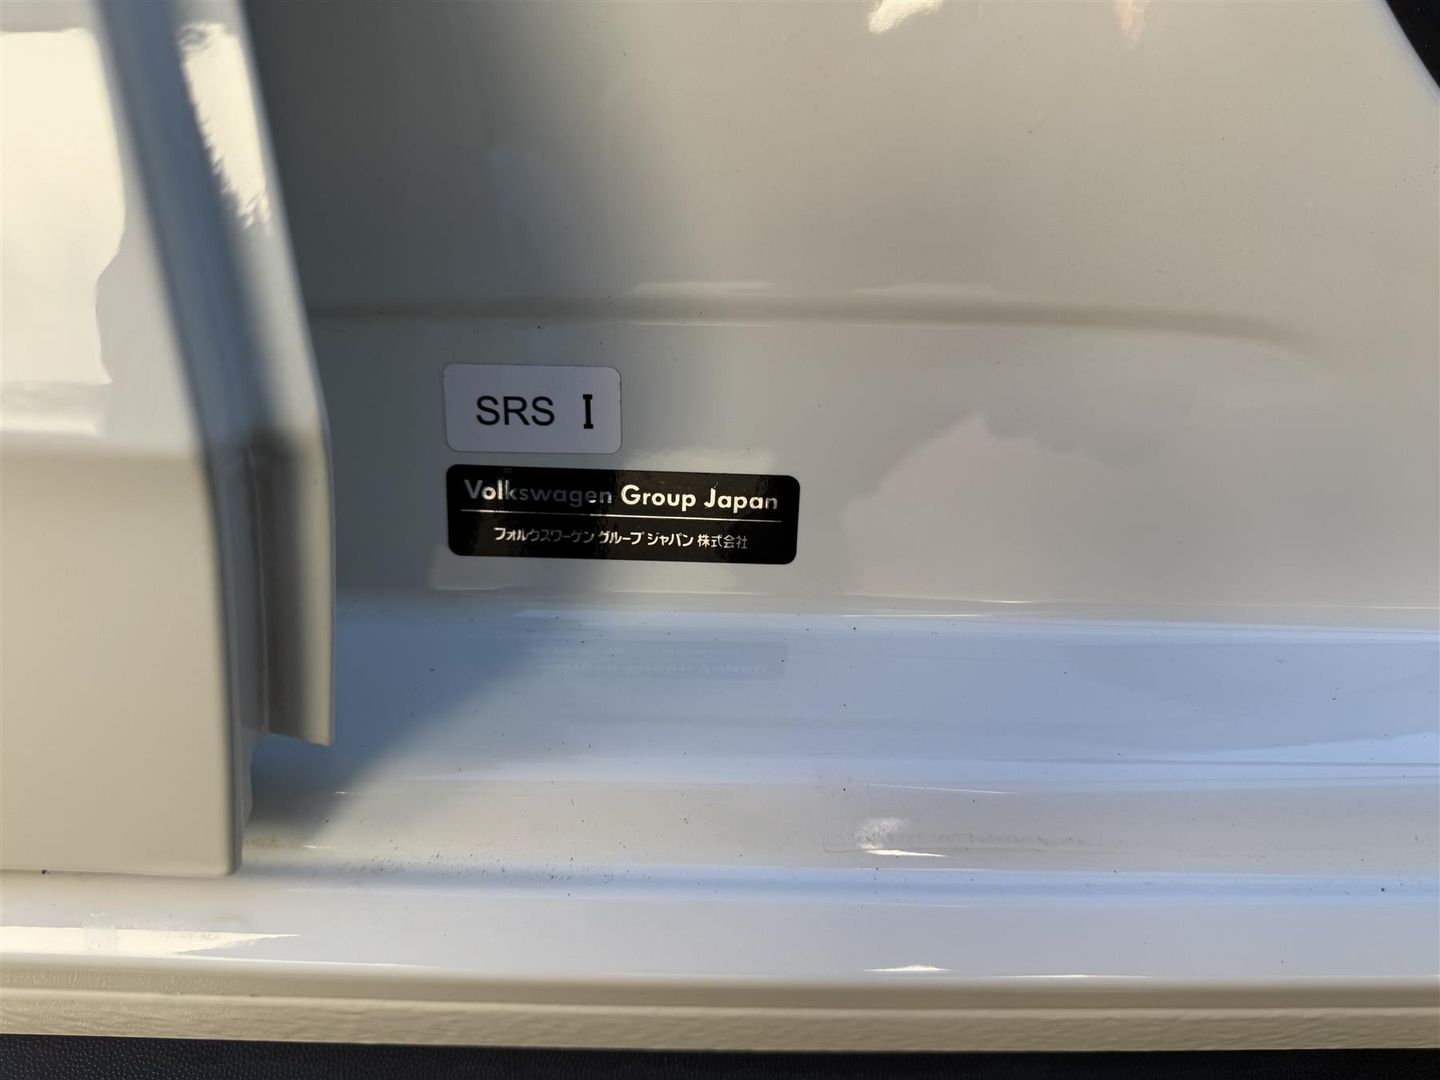 SRS I
Volkswagen Group Japan
フォルクスワーゲン グループ ジャパン 株式会社